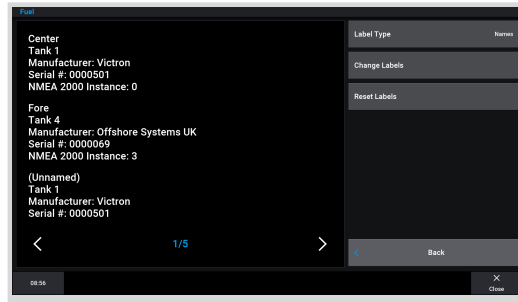 Fuel
Center
Tank 1
Manufacturer: Victron
Serial #: 0000501
NMEA 2000 Instance: 0
Fore
Tank 4
Manufacturer: Offshore Systems UK
Serial #: 0000069
NMEA 2000 Instance: 3
(Unnamed)
Tank 1
Manufacturer: Victron
Serial #: 0000501
1/5
Label Type Names
Change Labels
Reset Labels
Back
08:56
Close